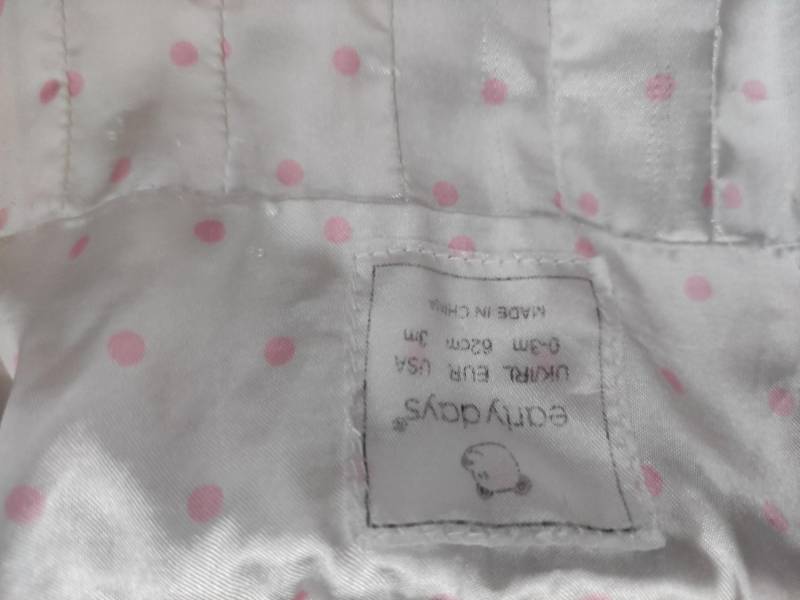 early days®
UK/IRL EUR USA
0-3m 62cm 3m
MADE IN CHINA